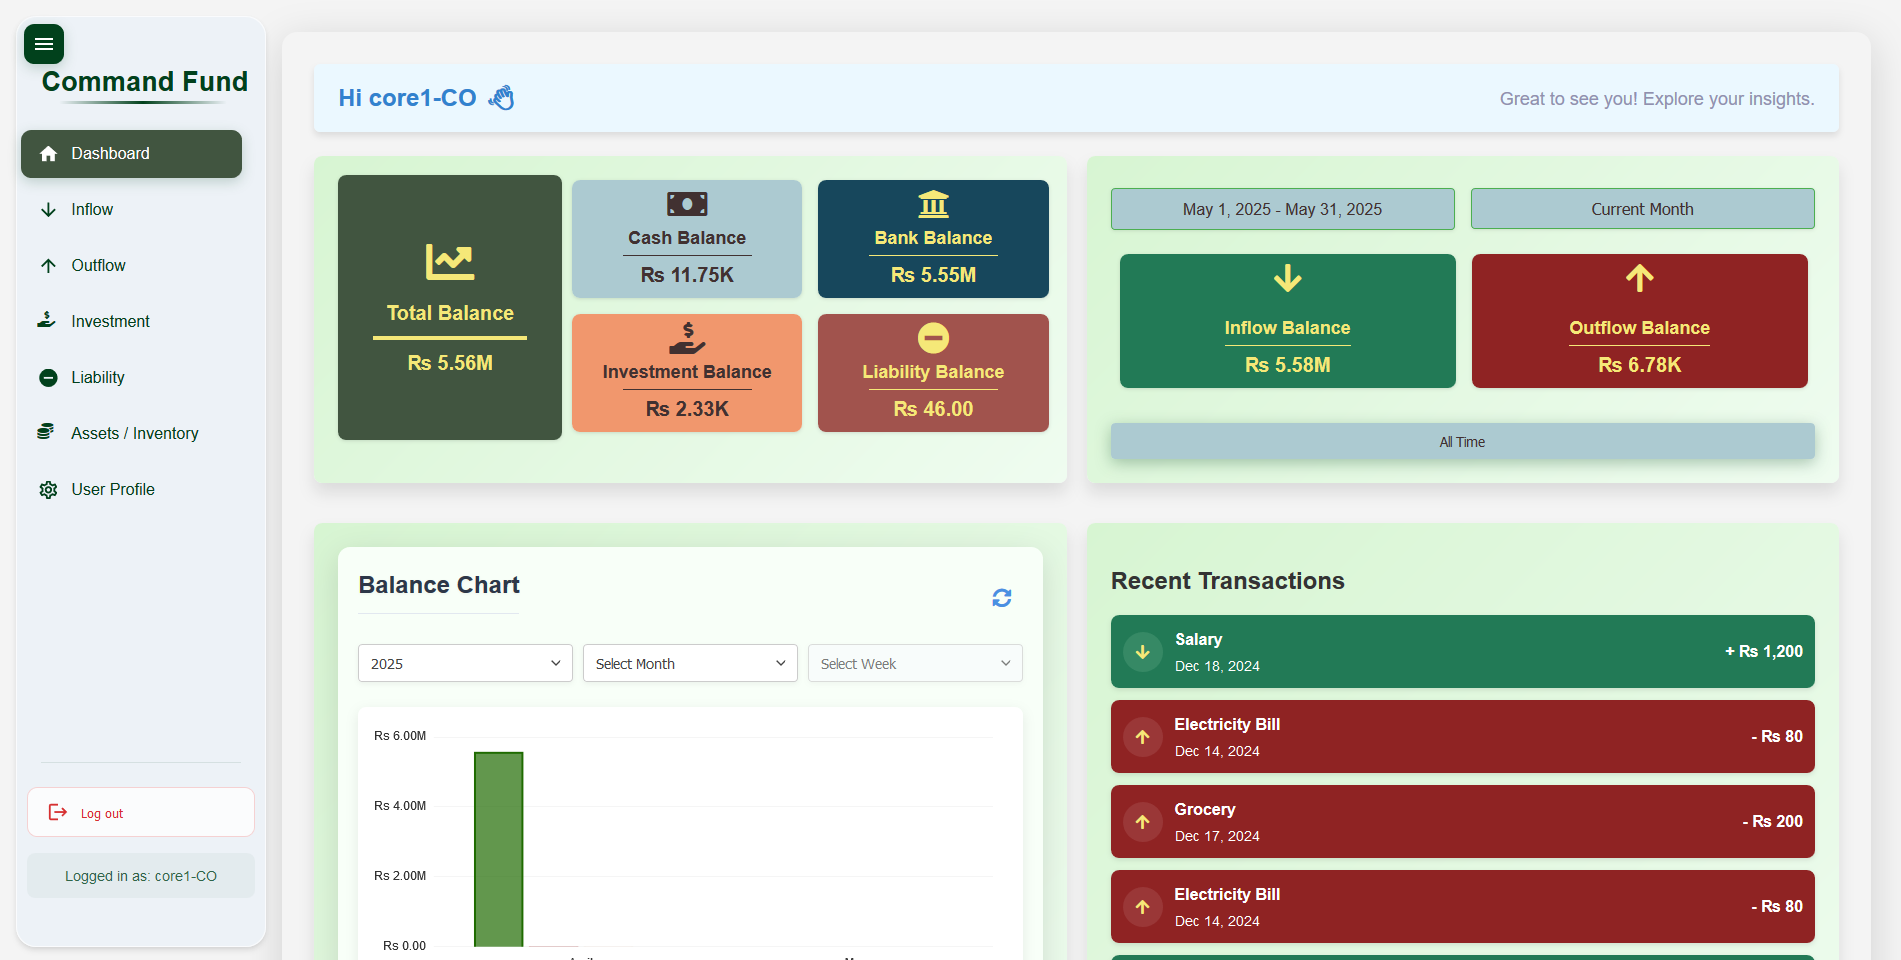 Command Fund
Dashboard
Inflow
Outflow
Investment
Liability
Assets / Inventory
User Profile
Log out
Logged in as: core1-CO
Hi core1-CO
Great to see you! Explore your insights.
Total Balance
Rs 5.56M
Cash Balance
Rs 11.75K
Bank Balance
Rs 5.55M
Investment Balance
Rs 2.33K
Liability Balance
Rs 46.00
May 1, 2025 - May 31, 2025
Current Month
Inflow Balance
Rs 5.58M
Outflow Balance
Rs 6.78K
All Time
Balance Chart
2025
Select Month
Select Week
Rs 6.00M
Rs 4.00M
Rs 2.00M
Rs 0.00
Recent Transactions
Salary
Dec 18, 2024
+ Rs 1,200
Electricity Bill
Dec 14, 2024
- Rs 80
Grocery
Dec 17, 2024
- Rs 200
Electricity Bill
Dec 14, 2024
- Rs 80